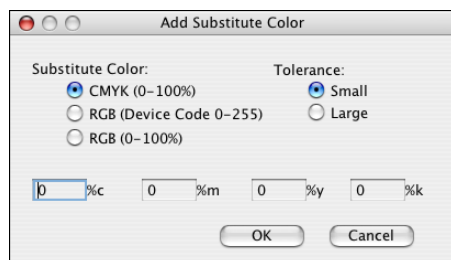 Add Substitute Color
Substitute Color:
CMYK (0-100%)
RGB (Device Code 0-255)
RGB (0-100%)
Tolerance:
Small
Large
0 %c 0 %m 0 %y 0 %k
OK Cancel